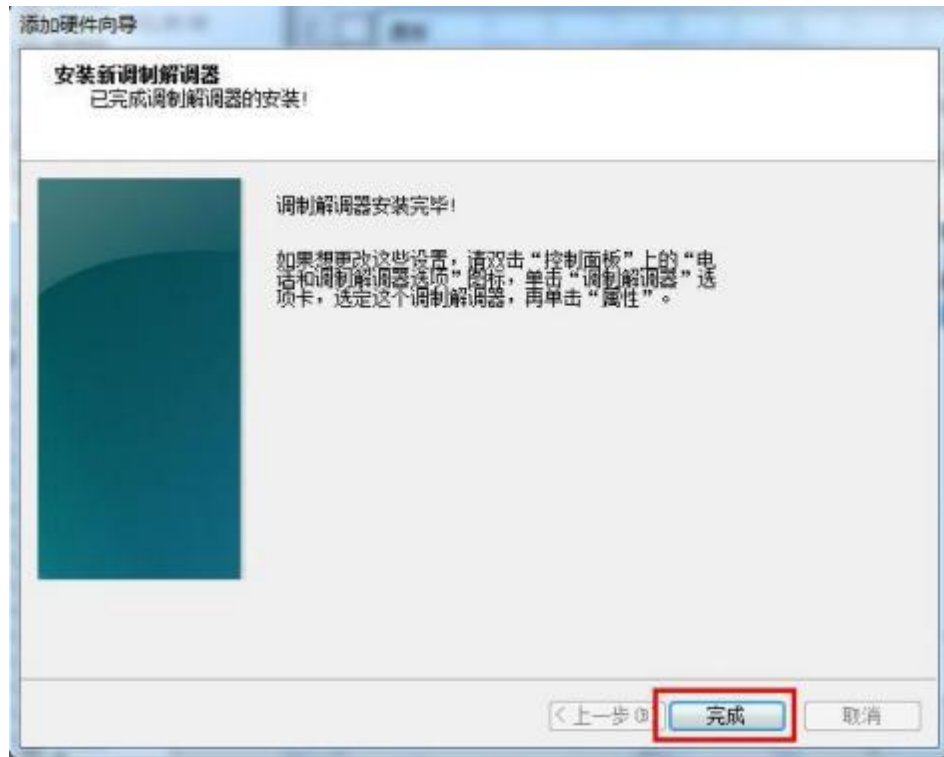 添加硬件向导
安装新调制解调器
已完成调制解调器的安装!
调制解调器安装完毕!
如果想更改这些设置,请双击“控制面板”上的“电
话和调制解调器选项”图标,单击“调制解调器”选
项卡,选定这个调制解调器,再单击“属性”。
<上一步(B) 完成 取消